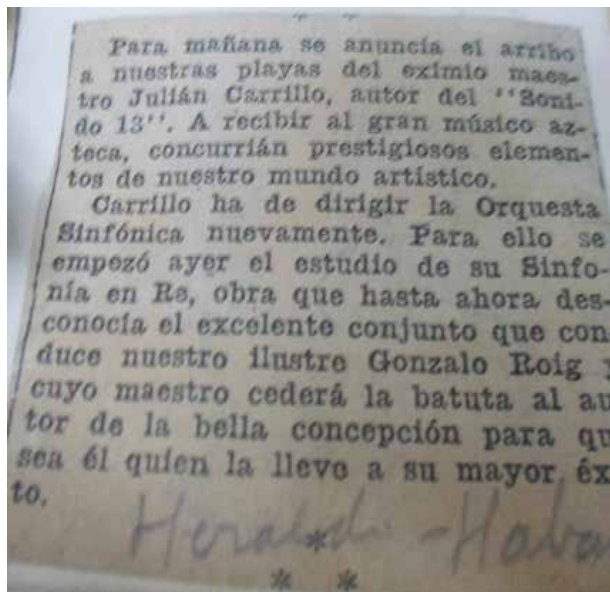 Para mañana se anuncia el arribo
a nuestras playas del eximio maes-
tro Julián Carrillo, autor del "Soni-
do 13". A recibir al gran músico az-
teca, concurrián prestigiosos elemen-
tos de nuestro mundo artístico.
Carrillo ha de dirigir la Orquesta
Sinfónica nuevamente. Para ello se
empezó ayer el estudio de su Sinfo-
nía en Re, obra que hasta ahora des-
conocía el excelente conjunto que con
duce nuestro ilustre Gonzalo Roig y
cuyo maestro cederá la batuta al au
tor de la bella concepción para qu
sea él quien la lleve a su mayor éx
to.
Heraldo - Haba
* * *